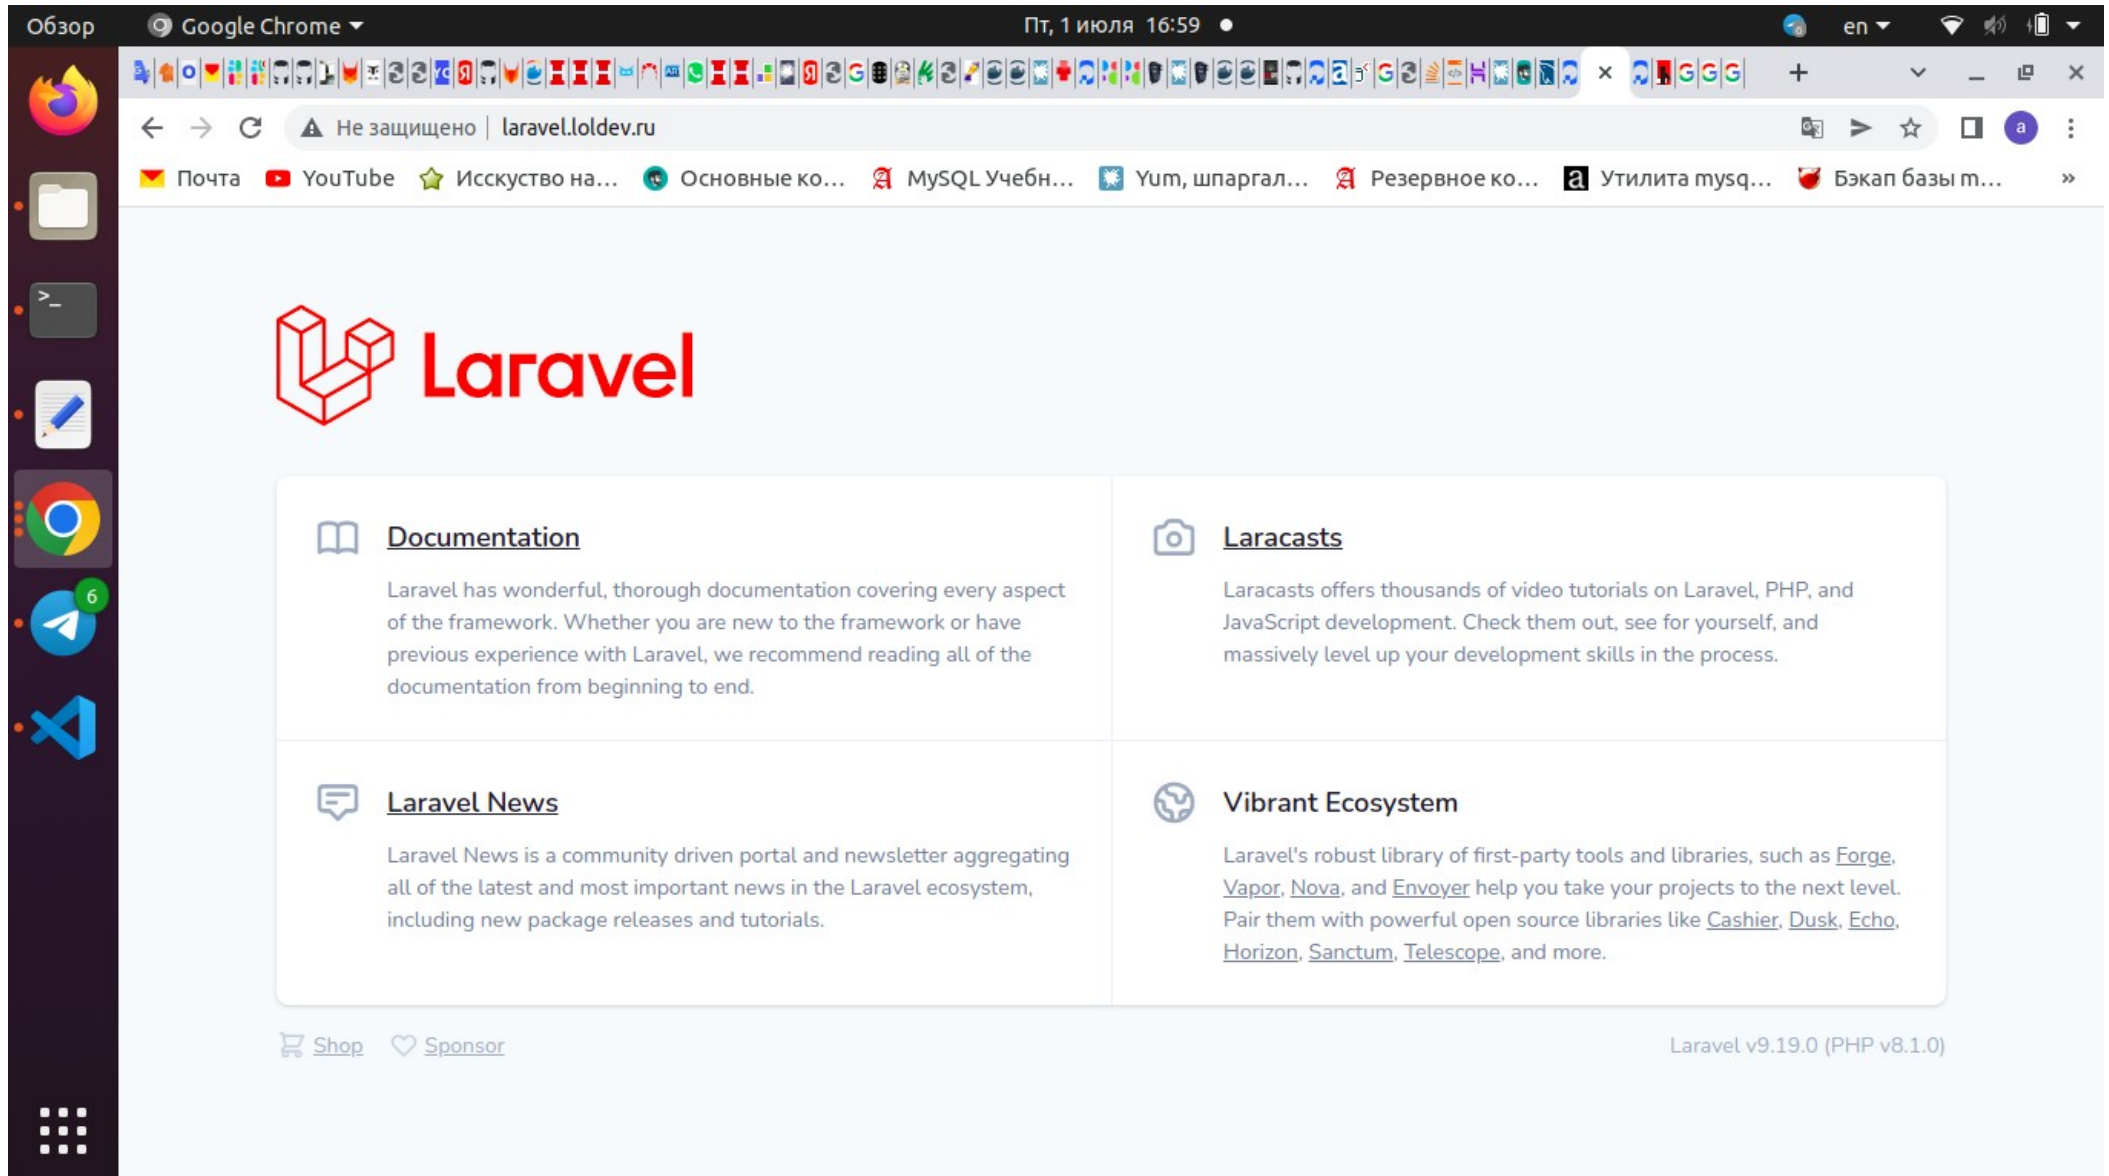 Обзор
Google Chrome
Пт, 1 июля 16:59
en
Не защищено
laravel.loldev.ru
a
Почта
YouTube
Исскуство на...
Основные ко...
MySQL Учебн...
Yum, шпаргал...
Резервное ко...
Утилита mysq...
Бэкап базы m...
Laravel
Documentation
Laravel has wonderful, thorough documentation covering every aspect
of the framework. Whether you are new to the framework or have
previous experience with Laravel, we recommend reading all of the
documentation from beginning to end.
Laracasts
Laracasts offers thousands of video tutorials on Laravel, PHP, and
JavaScript development. Check them out, see for yourself, and
massively level up your development skills in the process.
6
Laravel News
Laravel News is a community driven portal and newsletter aggregating
all of the latest and most important news in the Laravel ecosystem,
including new package releases and tutorials.
Vibrant Ecosystem
Laravel's robust library of first-party tools and libraries, such as Forge,
Vapor, Nova, and Envoyer help you take your projects to the next level.
Pair them with powerful open source libraries like Cashier, Dusk, Echo,
Horizon, Sanctum, Telescope, and more.
Shop
Sponsor
Laravel v9.19.0 (PHP v8.1.0)